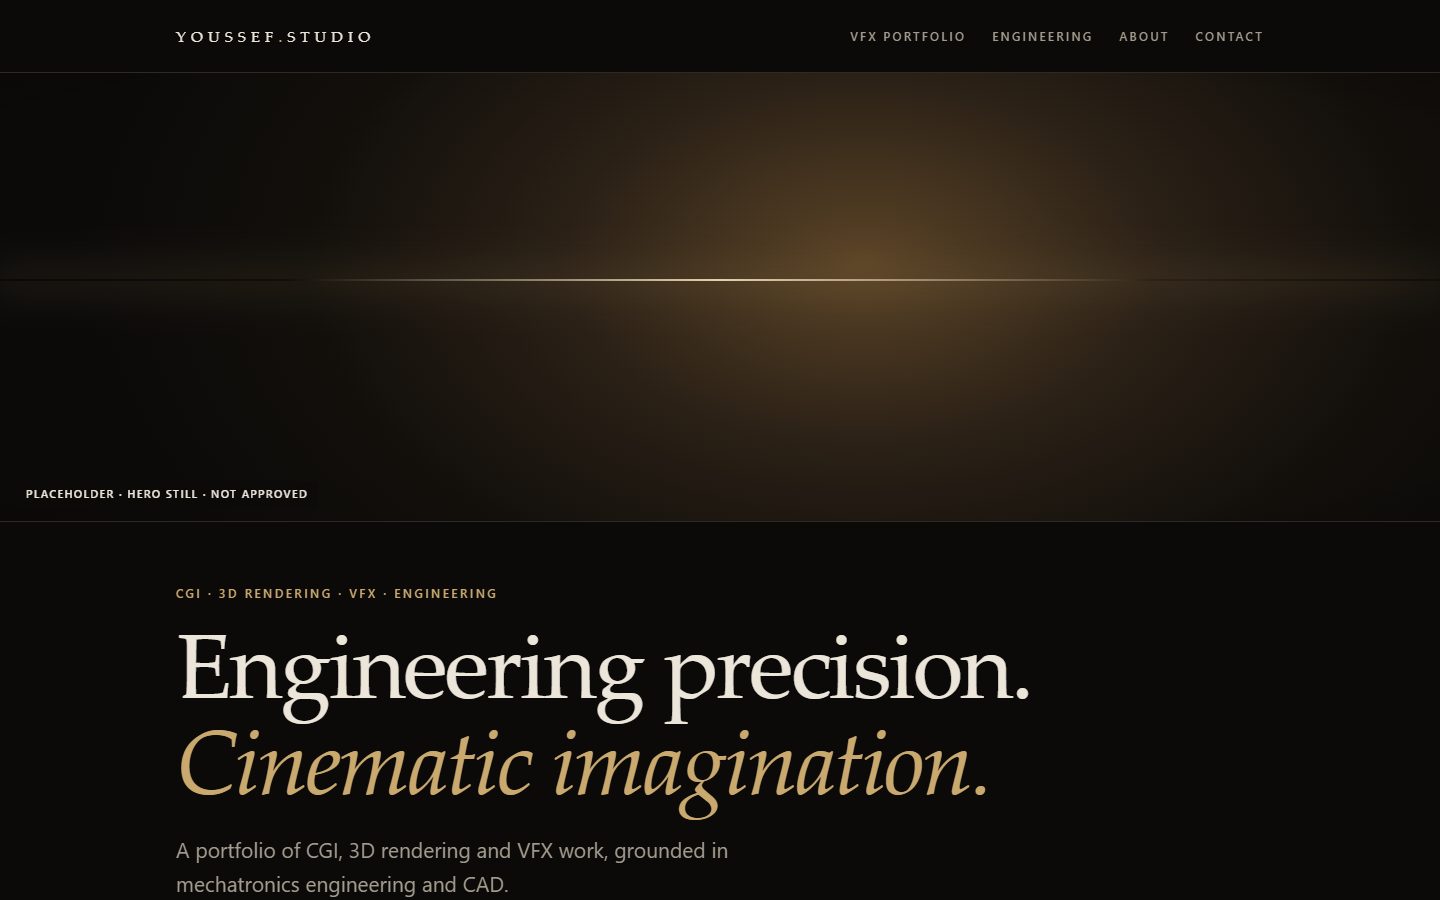 YOUSSEF.STUDIO
VFX PORTFOLIO ENGINEERING ABOUT CONTACT
PLACEHOLDER · HERO STILL · NOT APPROVED
CGI · 3D RENDERING · VFX · ENGINEERING
Engineering precision.
Cinematic imagination.
A portfolio of CGI, 3D rendering and VFX work, grounded in
mechatronics engineering and CAD.